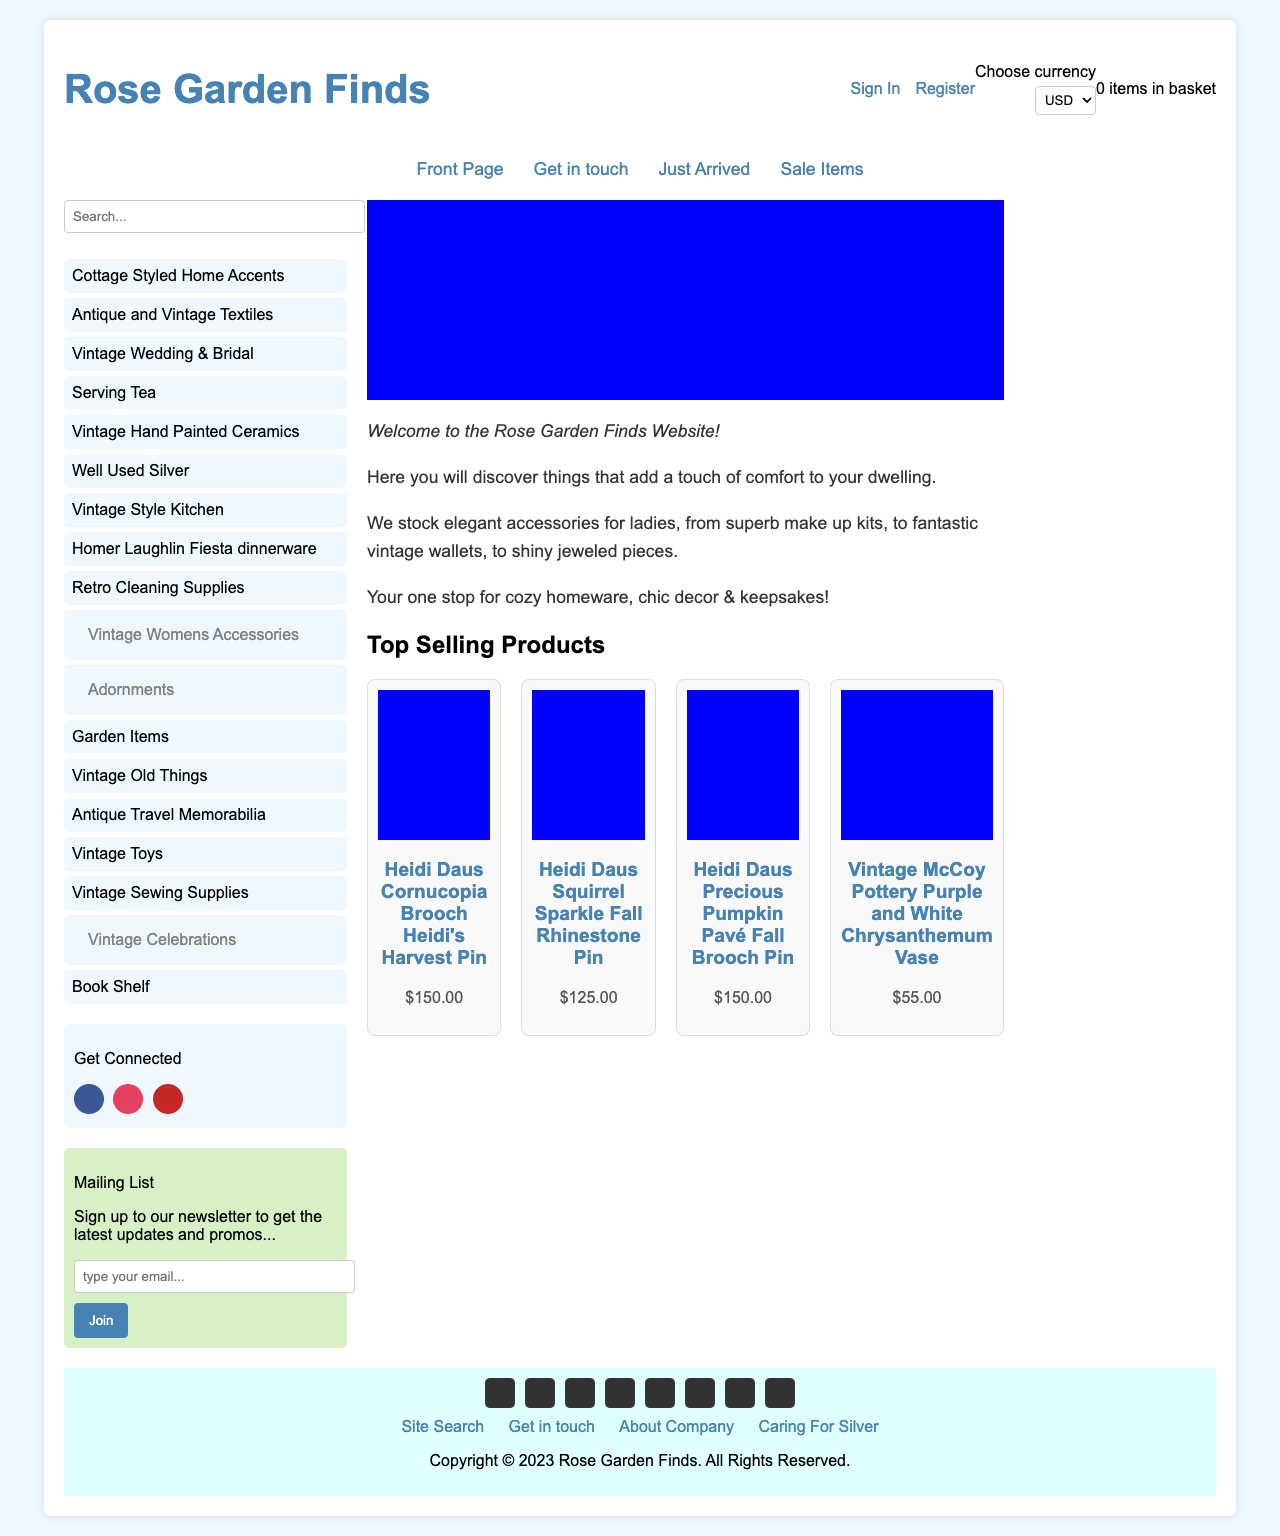 Rose Garden Finds
Sign In
Register
Choose currency
USD
0 items in basket
Front Page
Get in touch
Just Arrived
Sale Items
Search...
Cottage Styled Home Accents
Antique and Vintage Textiles
Vintage Wedding & Bridal
Serving Tea
Vintage Hand Painted Ceramics
Well Used Silver
Vintage Style Kitchen
Homer Laughlin Fiesta dinnerware
Retro Cleaning Supplies
Vintage Womens Accessories
Adornments
Garden Items
Vintage Old Things
Antique Travel Memorabilia
Vintage Toys
Vintage Sewing Supplies
Vintage Celebrations
Book Shelf
Get Connected
Mailing List
Sign up to our newsletter to get the
latest updates and promos...
type your email...
Join
Welcome to the Rose Garden Finds Website!
Here you will discover things that add a touch of comfort to your dwelling.
We stock elegant accessories for ladies, from superb make up kits, to fantastic
vintage wallets, to shiny jeweled pieces.
Your one stop for cozy homeware, chic decor & keepsakes!
Top Selling Products
Heidi Daus
Cornucopia
Brooch
Heidi's
Harvest Pin
$150.00
Heidi Daus
Squirrel
Sparkle Fall
Rhinestone
Pin
$125.00
Heidi Daus
Precious
Pumpkin
Pavé Fall
Brooch Pin
$150.00
Vintage McCoy
Pottery Purple
and White
Chrysanthemum
Vase
$55.00
Site Search
Get in touch
About Company
Caring For Silver
Copyright © 2023 Rose Garden Finds. All Rights Reserved.